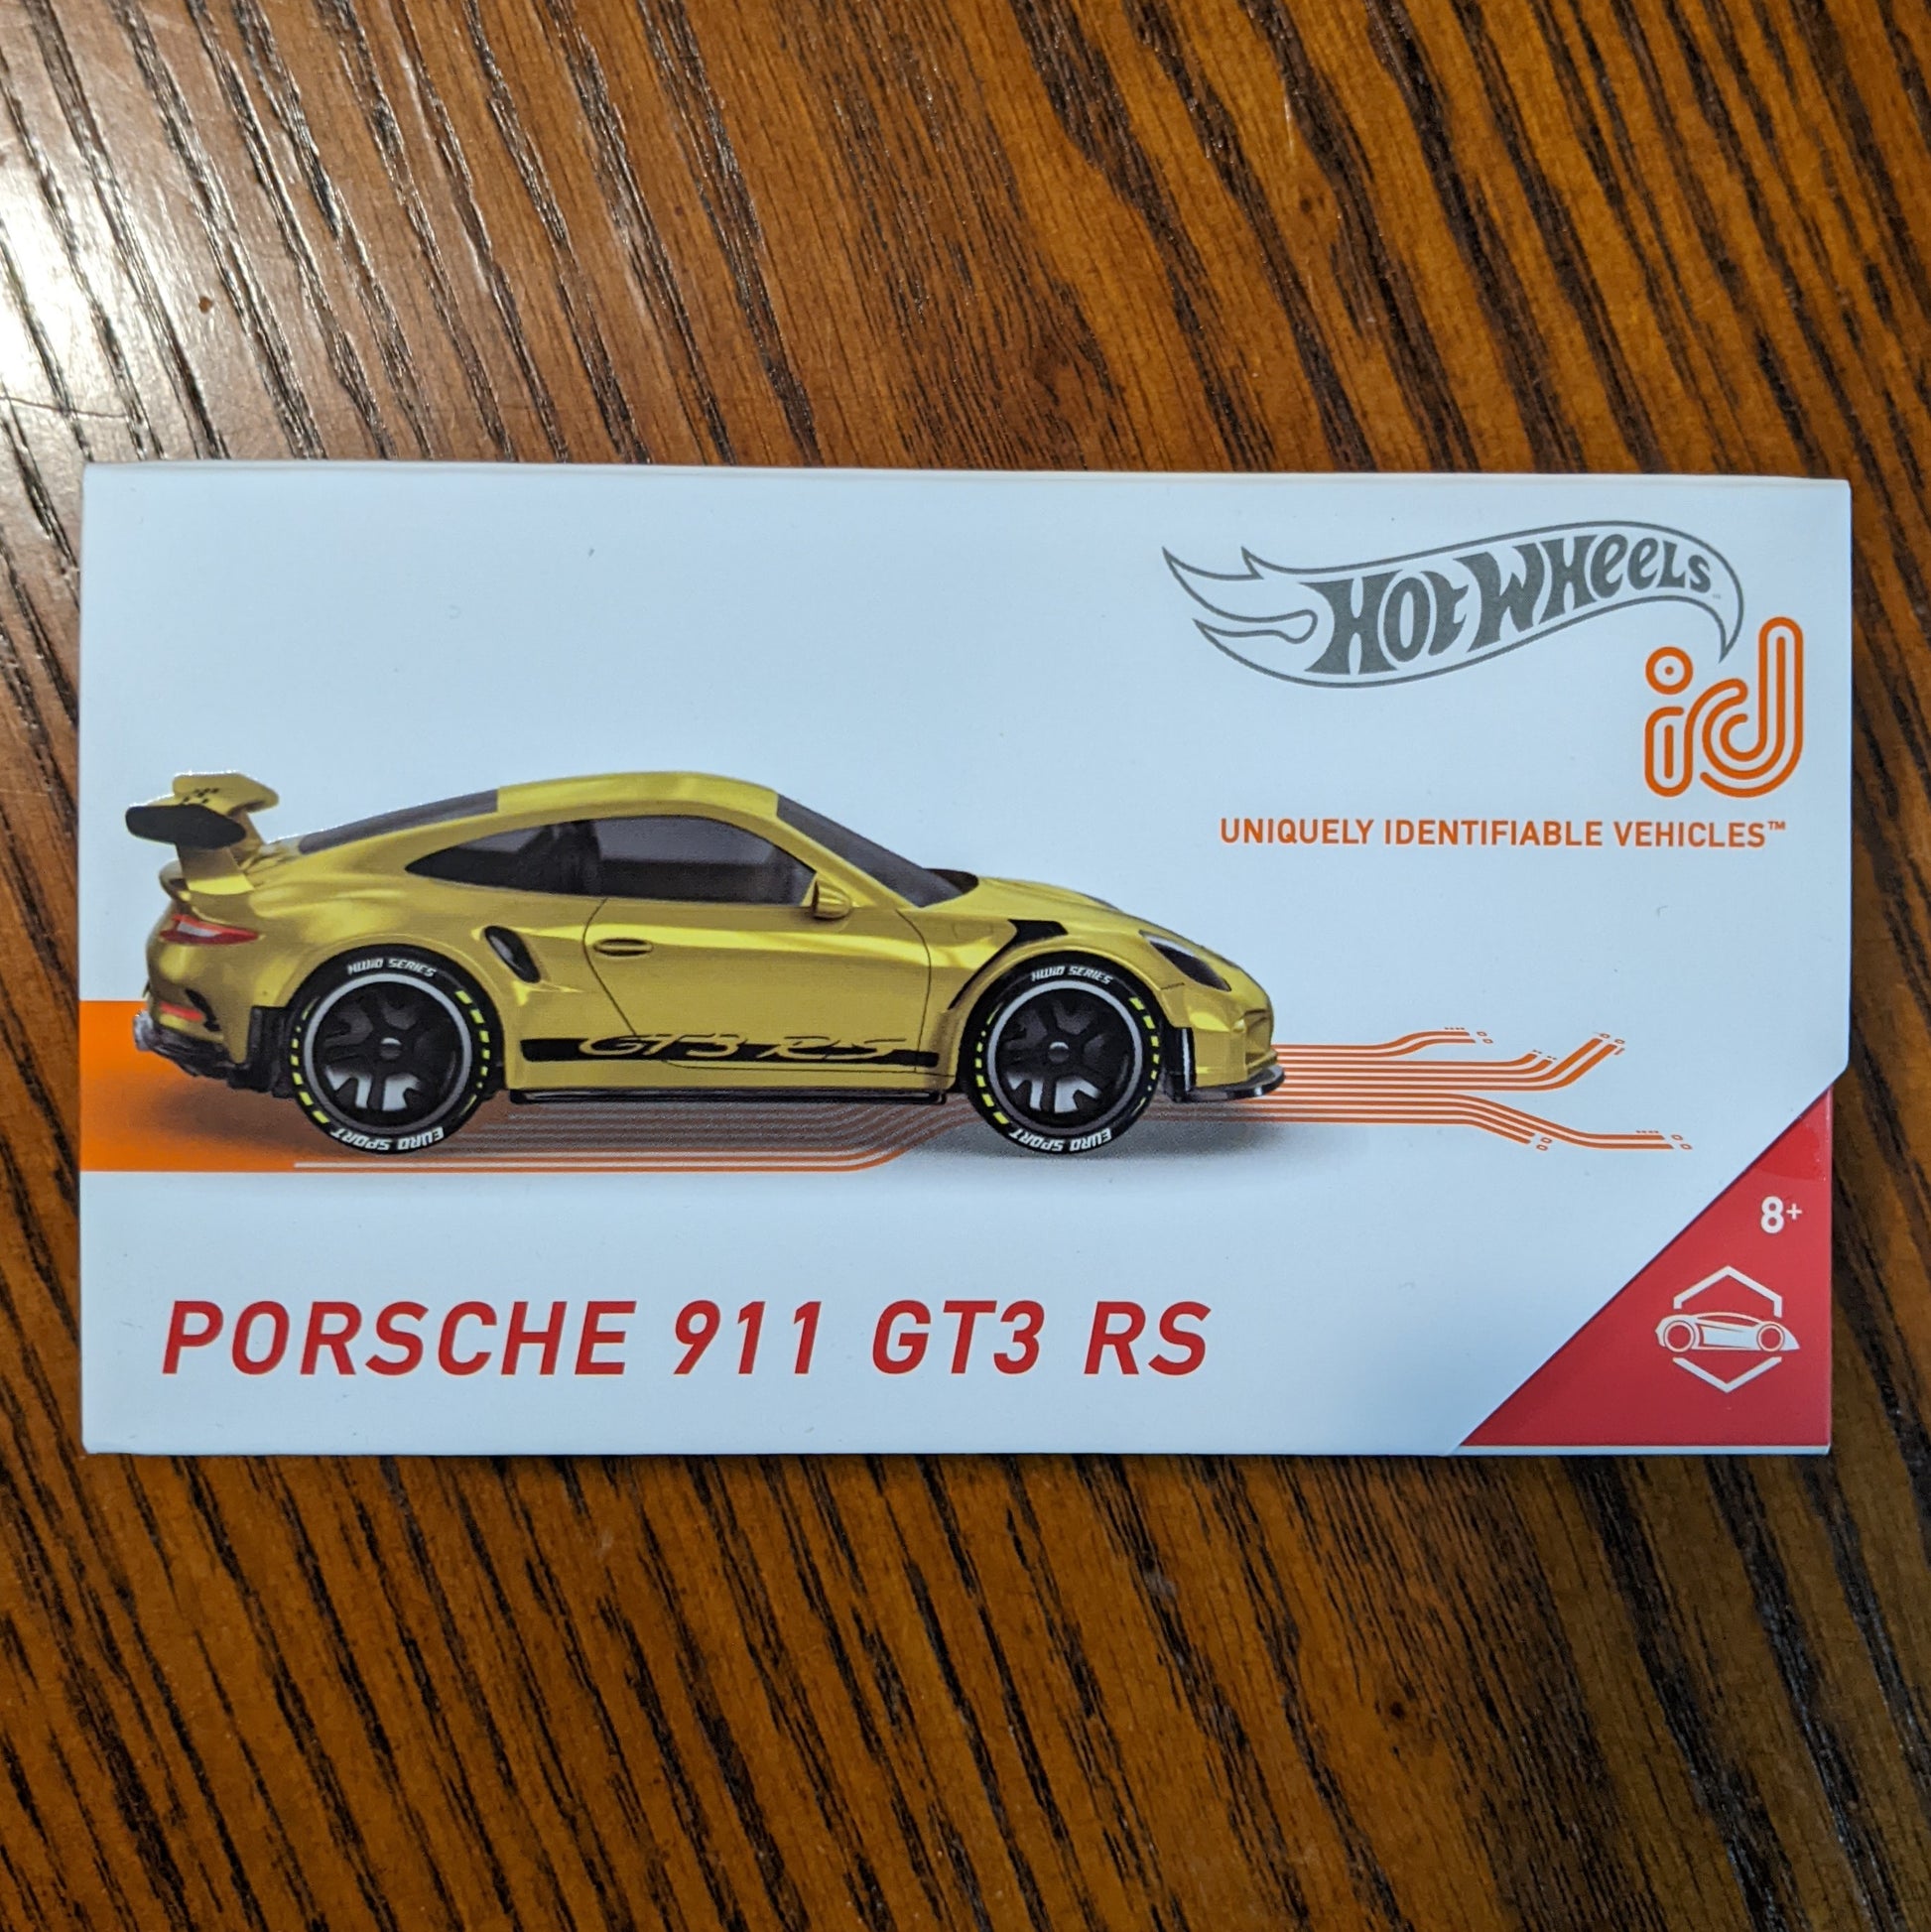 HOT WHEELS
id
UNIQUELY IDENTIFIABLE VEHICLES™
HWID SERIES
HWID SERIES
GT3 RS
EURO SPORT
EURO SPORT
8+
PORSCHE 911 GT3 RS